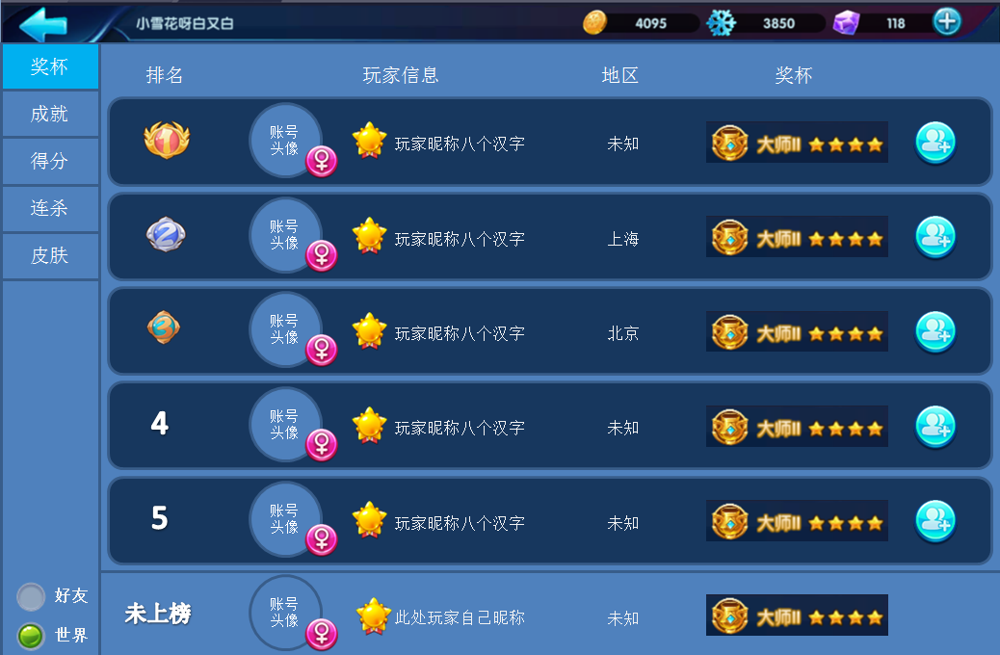 小雪花呀白又白 4095 3850 118
奖杯
成就
得分
连杀
皮肤
好友
世界
排名 玩家信息 地区 奖杯
1 账号
头像 玩家昵称八个汉字 未知 大师II
2 账号
头像 玩家昵称八个汉字 上海 大师II
3 账号
头像 玩家昵称八个汉字 北京 大师II
4 账号
头像 玩家昵称八个汉字 未知 大师II
5 账号
头像 玩家昵称八个汉字 未知 大师II
未上榜 账号
头像 此处玩家自己昵称 未知 大师II